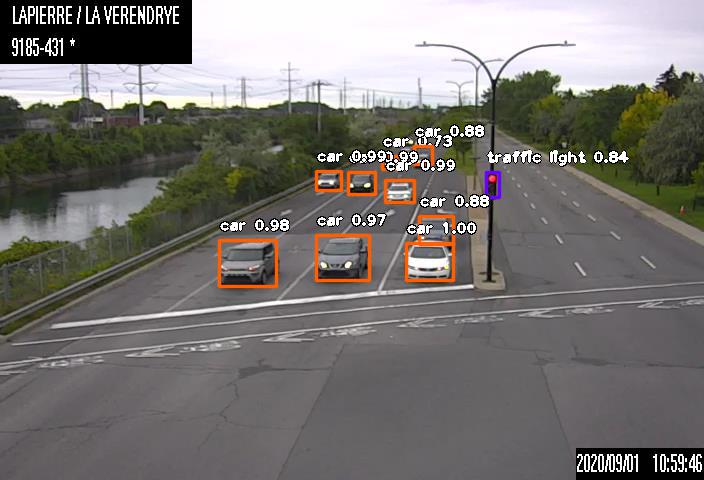 LAPIERRE / LA VERENDRYE
9185-431 *
car 0.88
car 0.73
car 0.99
0.99
car 0.99
traffic light 0.84
car 0.88
car 0.98
car 0.97
car 1.00
2020/09/01 10:59:46